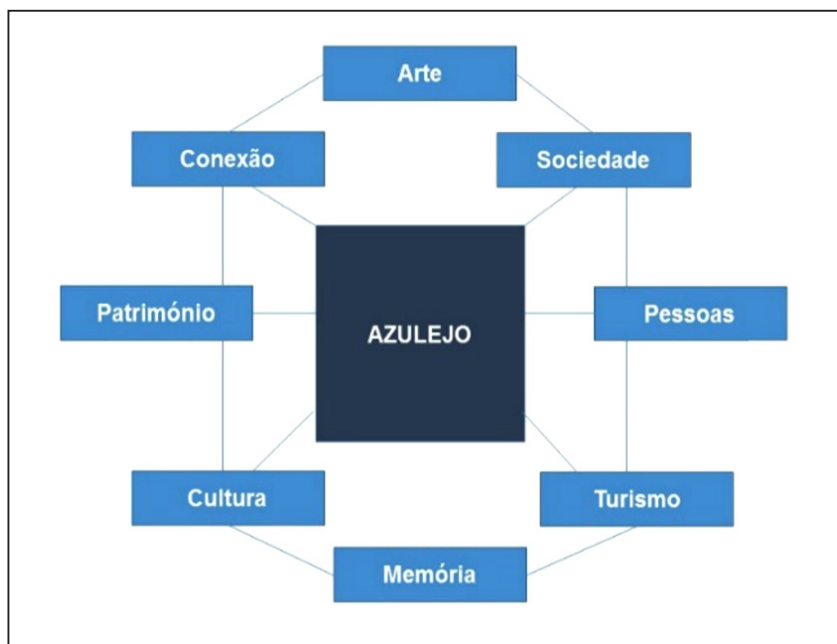 Arte
Conexão
Sociedade
Património
AZULEJO
Pessoas
Cultura
Turismo
Memória